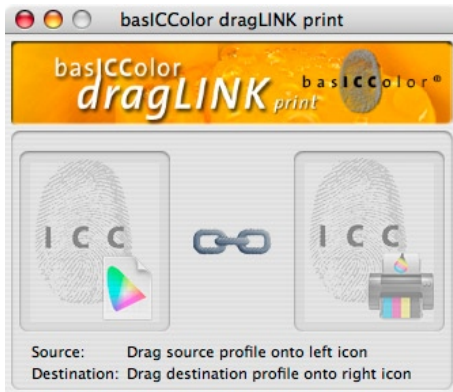 basICColor dragLINK print
basICColor
dragLINK print
basICColor®
ICC
ICC
Source: Drag source profile onto left icon
Destination: Drag destination profile onto right icon